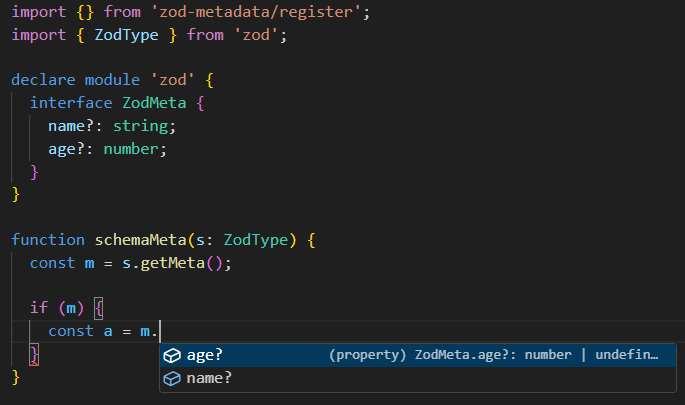 import {} from 'zod-metadata/register';
import { ZodType } from 'zod';
declare module 'zod' {
interface ZodMeta {
name?: string;
age?: number;
}
}
function schemaMeta(s: ZodType) {
const m = s.getMeta();
if (m) {
const a = m.
age? (property) ZodMeta.age?: number | undefin…
}
name?
}